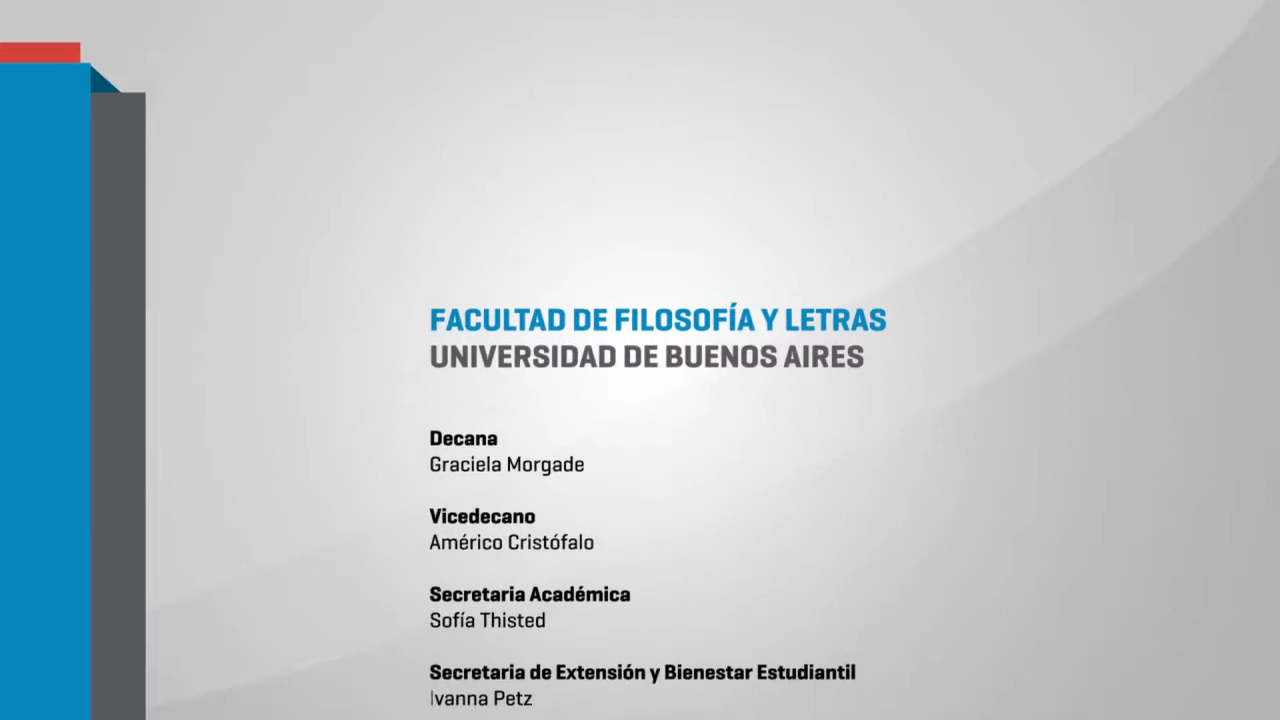 FACULTAD DE FILOSOFÍA Y LETRAS
UNIVERSIDAD DE BUENOS AIRES
Decana
Graciela Morgade
Vicedecano
Américo Cristófalo
Secretaria Académica
Sofía Thisted
Secretaria de Extensión y Bienestar Estudiantil
Ivanna Petz